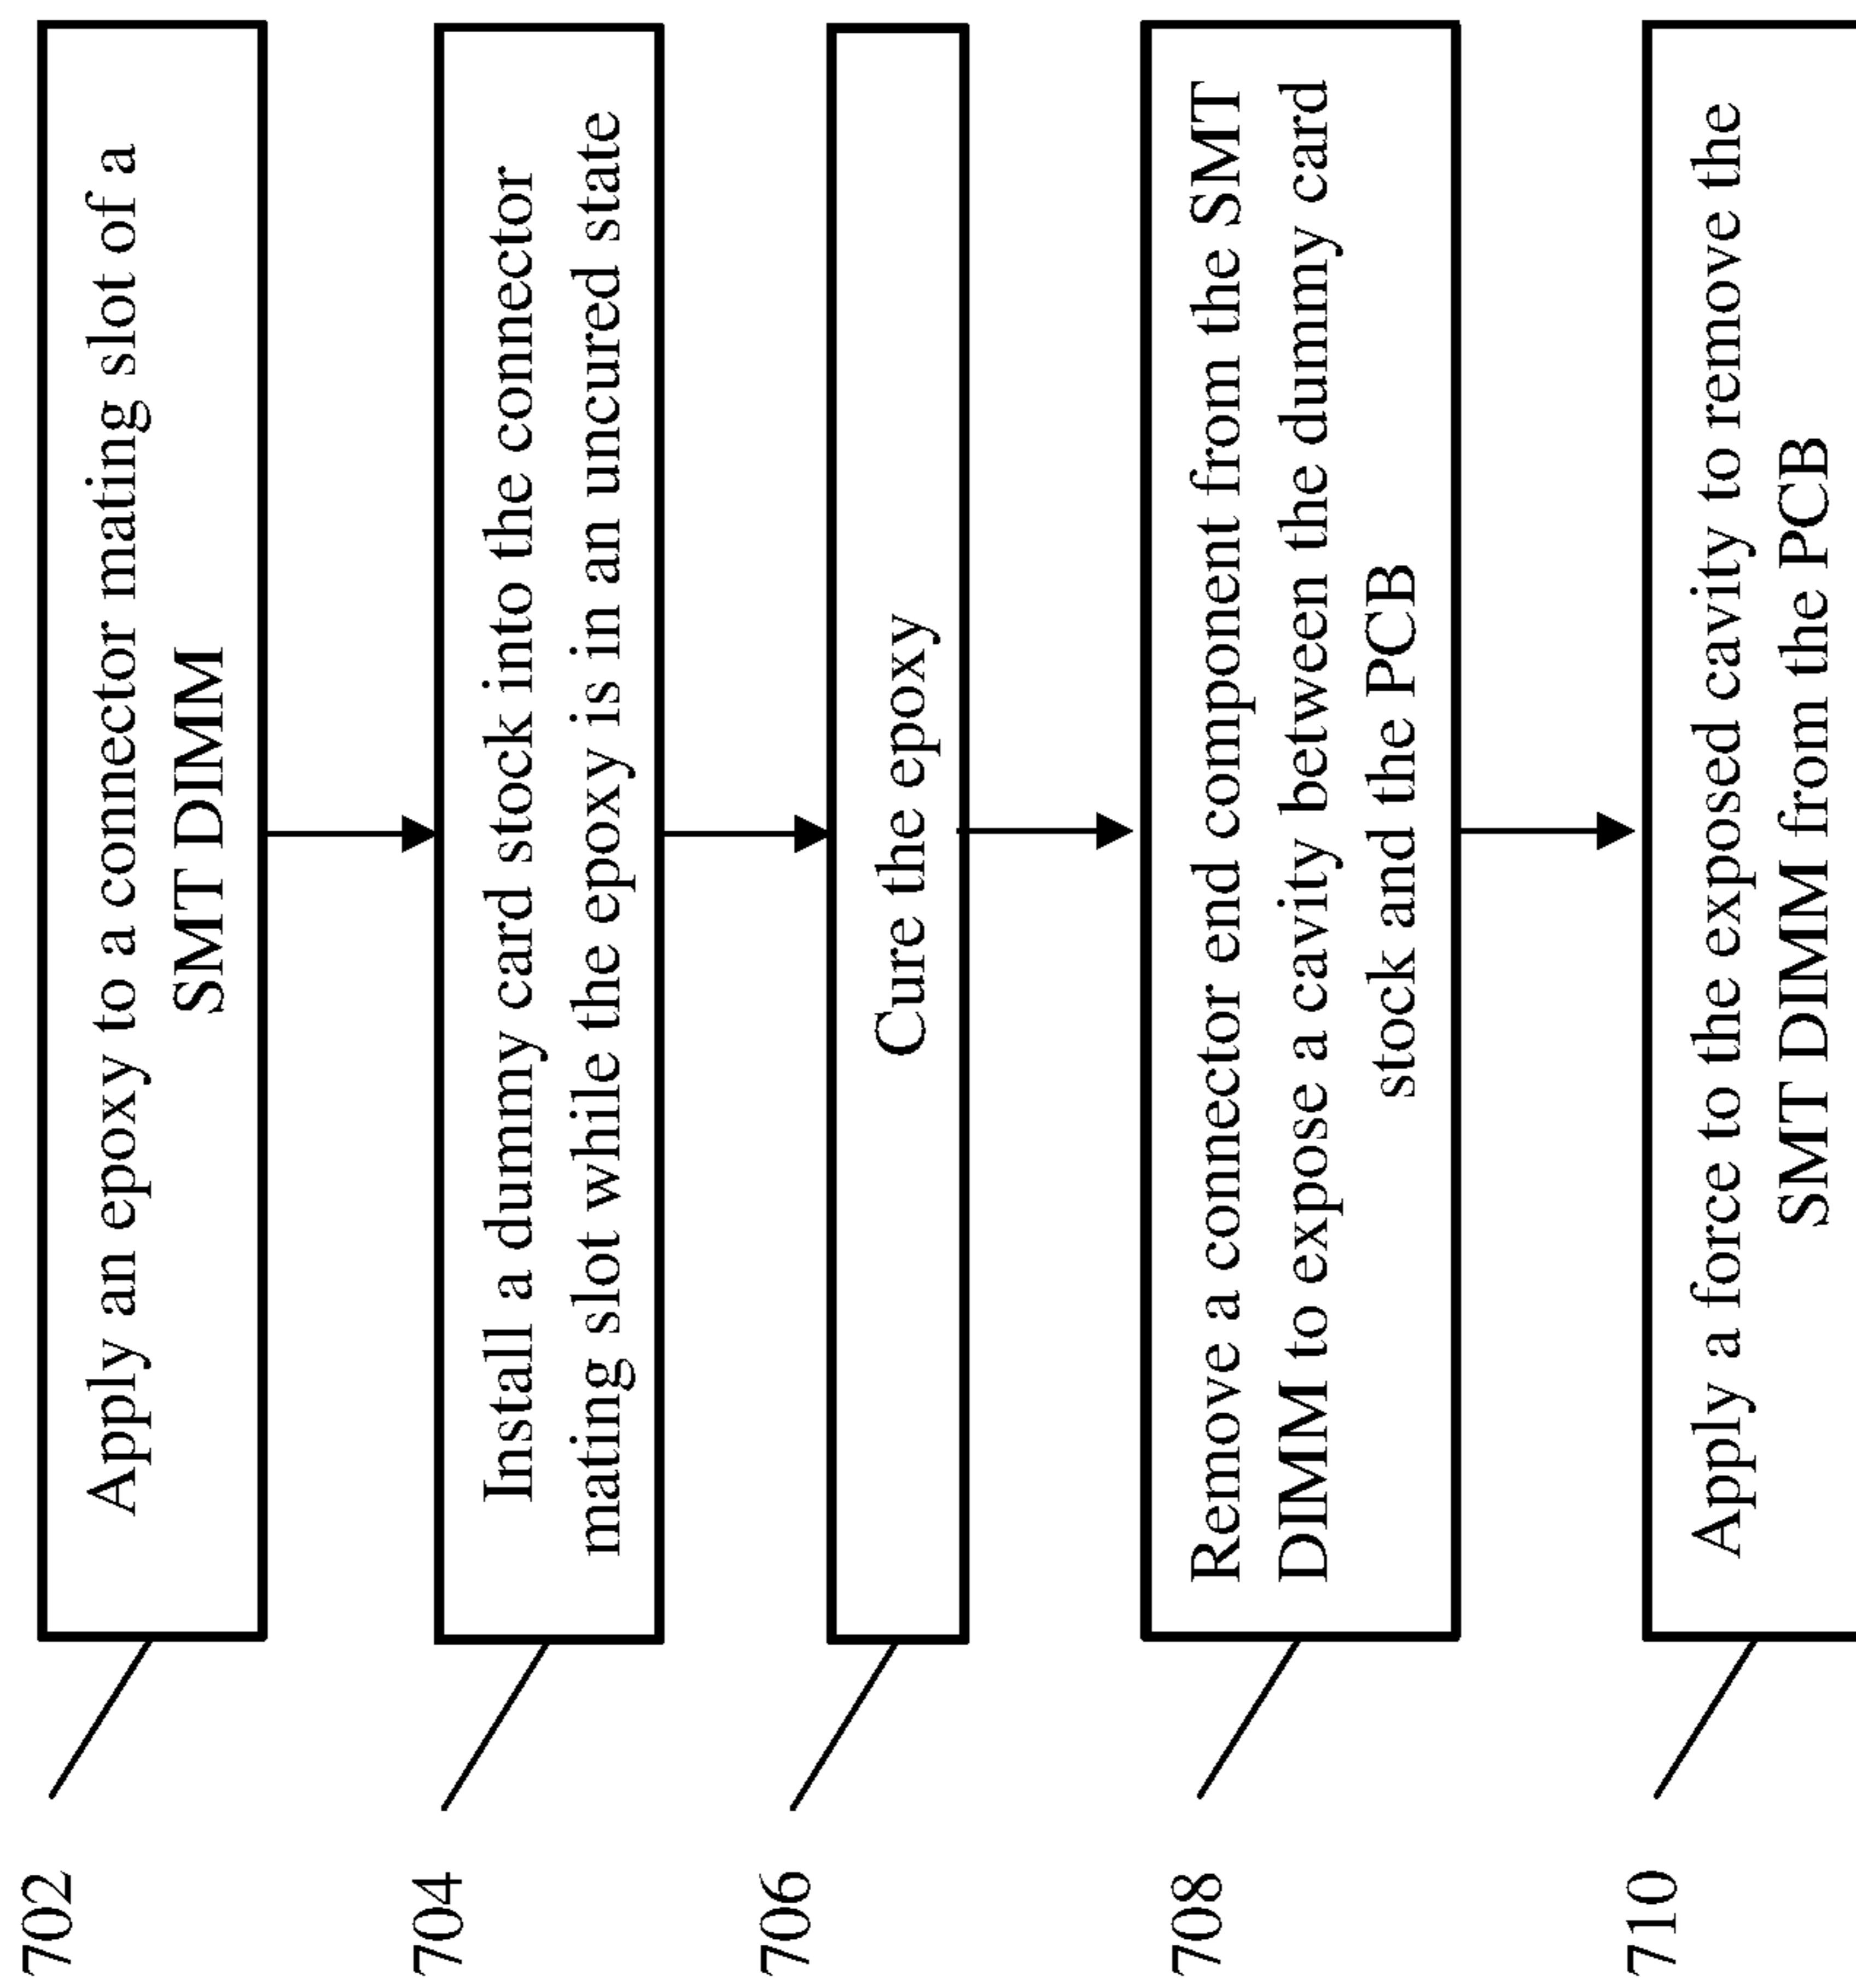 702
Apply an epoxy to a connector mating slot of a
SMT DIMM
704
Install a dummy card stock into the connector
mating slot while the epoxy is in an uncured state
706
Cure the epoxy
708
Remove a connector end component from the SMT
DIMM to expose a cavity between the dummy card
stock and the PCB
710
Apply a force to the exposed cavity to remove the
SMT DIMM from the PCB